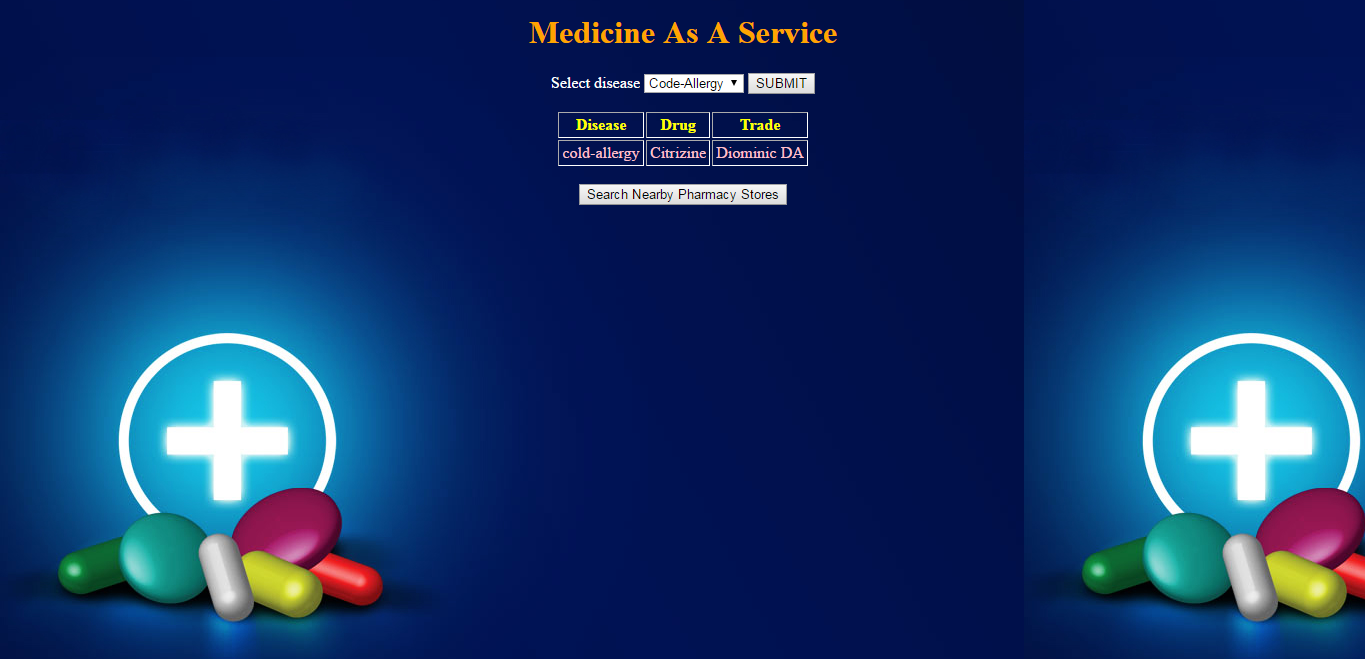 Medicine As A Service
Select disease Code-Allergy SUBMIT
Disease Drug Trade
cold-allergy Citrizine Diominic DA
Search Nearby Pharmacy Stores